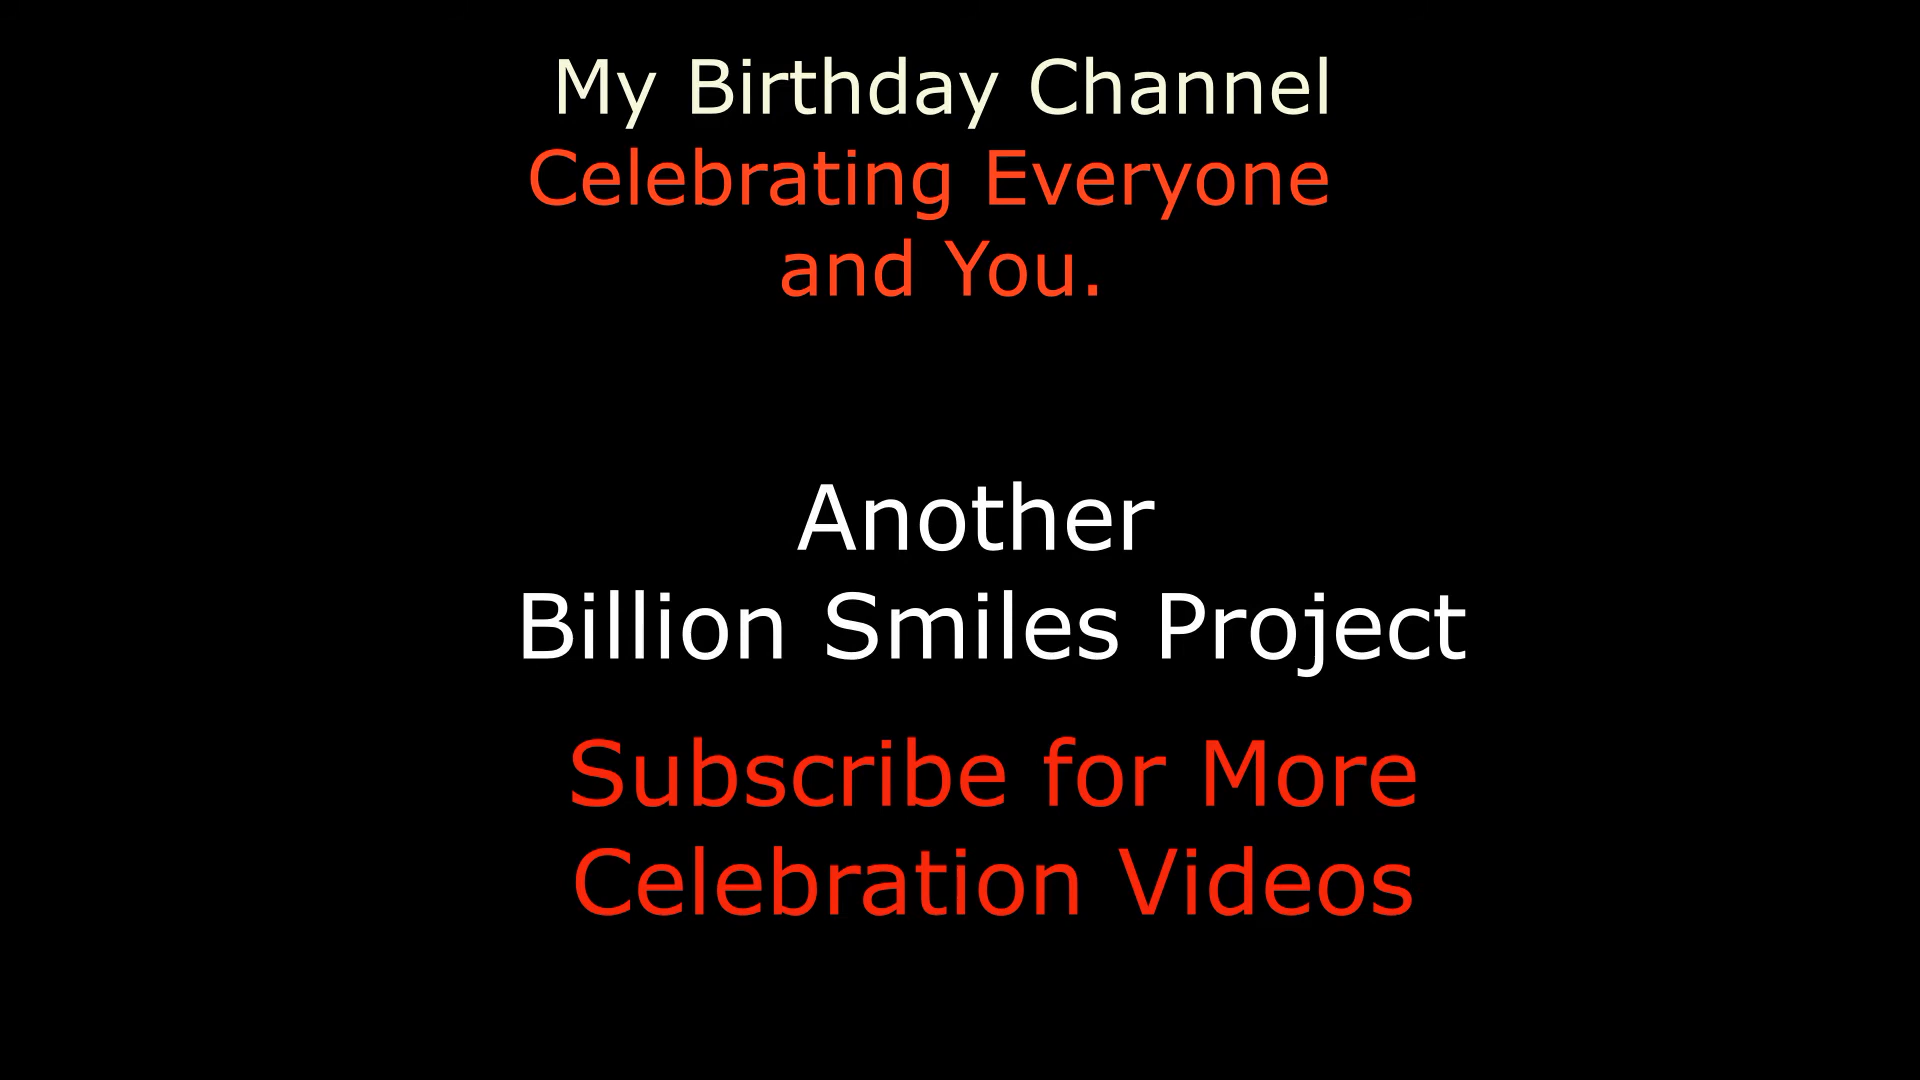 My Birthday Channel
Celebrating Everyone
and You.
Another
Billion Smiles Project
Subscribe for More
Celebration Videos